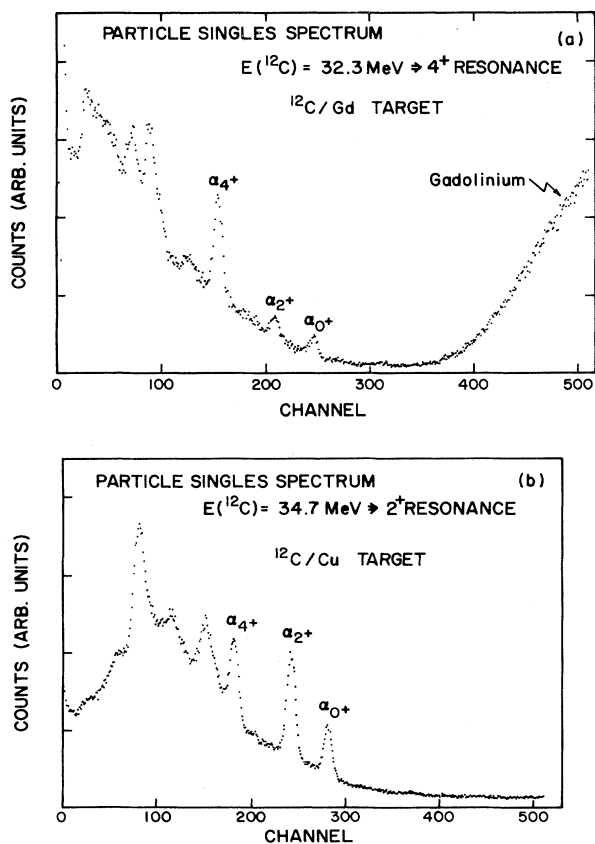 PARTICLE SINGLES SPECTRUM
(a)
E(¹²C) = 32.3 MeV ➔ 4⁺ RESONANCE
¹²C/Gd TARGET
COUNTS (ARB. UNITS)
α₄⁺
Gadolinium
α₂⁺
α₀⁺
0 100 200 300 400 500
CHANNEL
PARTICLE SINGLES SPECTRUM
(b)
E(¹²C) = 34.7 MeV ➔ 2⁺ RESONANCE
¹²C/Cu TARGET
COUNTS (ARB. UNITS)
α₄⁺
α₂⁺
α₀⁺
0 100 200 300 400 500
CHANNEL